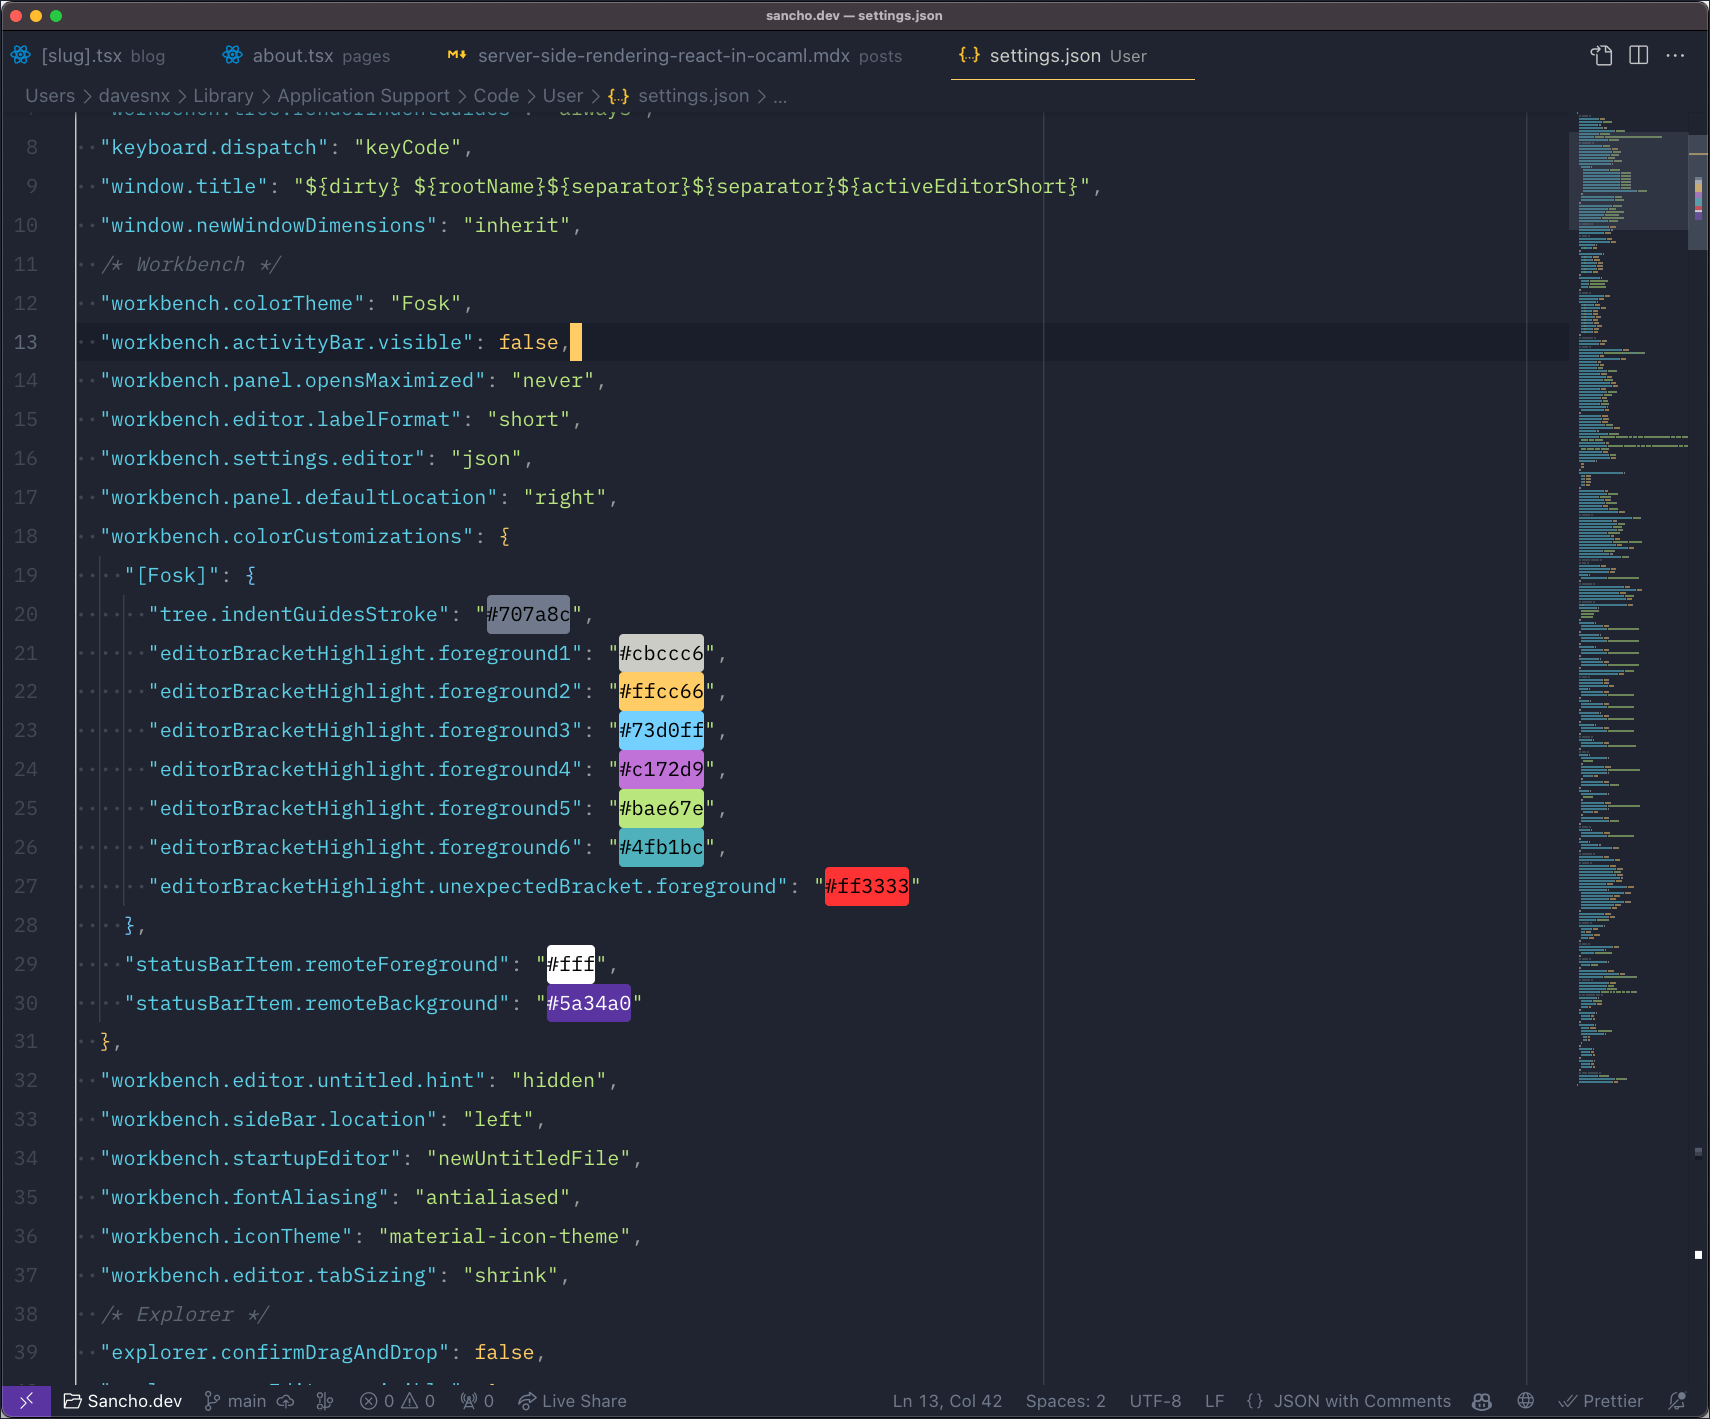 sancho.dev — settings.json
[slug].tsx blog about.tsx pages server-side-rendering-react-in-ocaml.mdx posts {..} settings.json User ...
Users > davesnx > Library > Application Support > Code > User > {..} settings.json > ...
8 "keyboard.dispatch": "keyCode",
9 "window.title": "${dirty} ${rootName}${separator}${separator}${activeEditorShort}",
10 "window.newWindowDimensions": "inherit",
11 /* Workbench */
12 "workbench.colorTheme": "Fosk",
13 "workbench.activityBar.visible": false,
14 "workbench.panel.opensMaximized": "never",
15 "workbench.editor.labelFormat": "short",
16 "workbench.settings.editor": "json",
17 "workbench.panel.defaultLocation": "right",
18 "workbench.colorCustomizations": {
19 "[Fosk]": {
20 "tree.indentGuidesStroke": "#707a8c",
21 "editorBracketHighlight.foreground1": "#cbccc6",
22 "editorBracketHighlight.foreground2": "#ffcc66",
23 "editorBracketHighlight.foreground3": "#73d0ff",
24 "editorBracketHighlight.foreground4": "#c172d9",
25 "editorBracketHighlight.foreground5": "#bae67e",
26 "editorBracketHighlight.foreground6": "#4fb1bc",
27 "editorBracketHighlight.unexpectedBracket.foreground": "#ff3333"
28 },
29 "statusBarItem.remoteForeground": "#fff",
30 "statusBarItem.remoteBackground": "#5a34a0"
31 },
32 "workbench.editor.untitled.hint": "hidden",
33 "workbench.sideBar.location": "left",
34 "workbench.startupEditor": "newUntitledFile",
35 "workbench.fontAliasing": "antialiased",
36 "workbench.iconTheme": "material-icon-theme",
37 "workbench.editor.tabSizing": "shrink",
38 /* Explorer */
39 "explorer.confirmDragAndDrop": false,
Sancho.dev main 0 0 0 Live Share Ln 13, Col 42 Spaces: 2 UTF-8 LF {} JSON with Comments Prettier